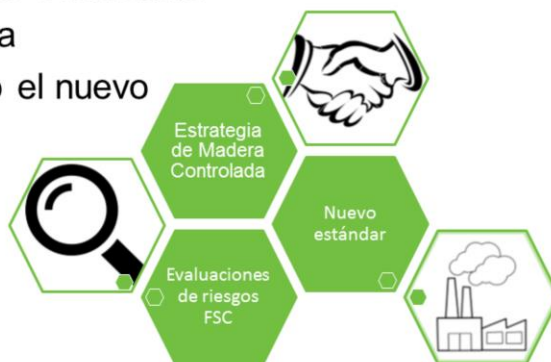 a
el nuevo
Estrategia
de Madera
Controlada
Nuevo
estándar
Evaluaciones
de riesgos
FSC